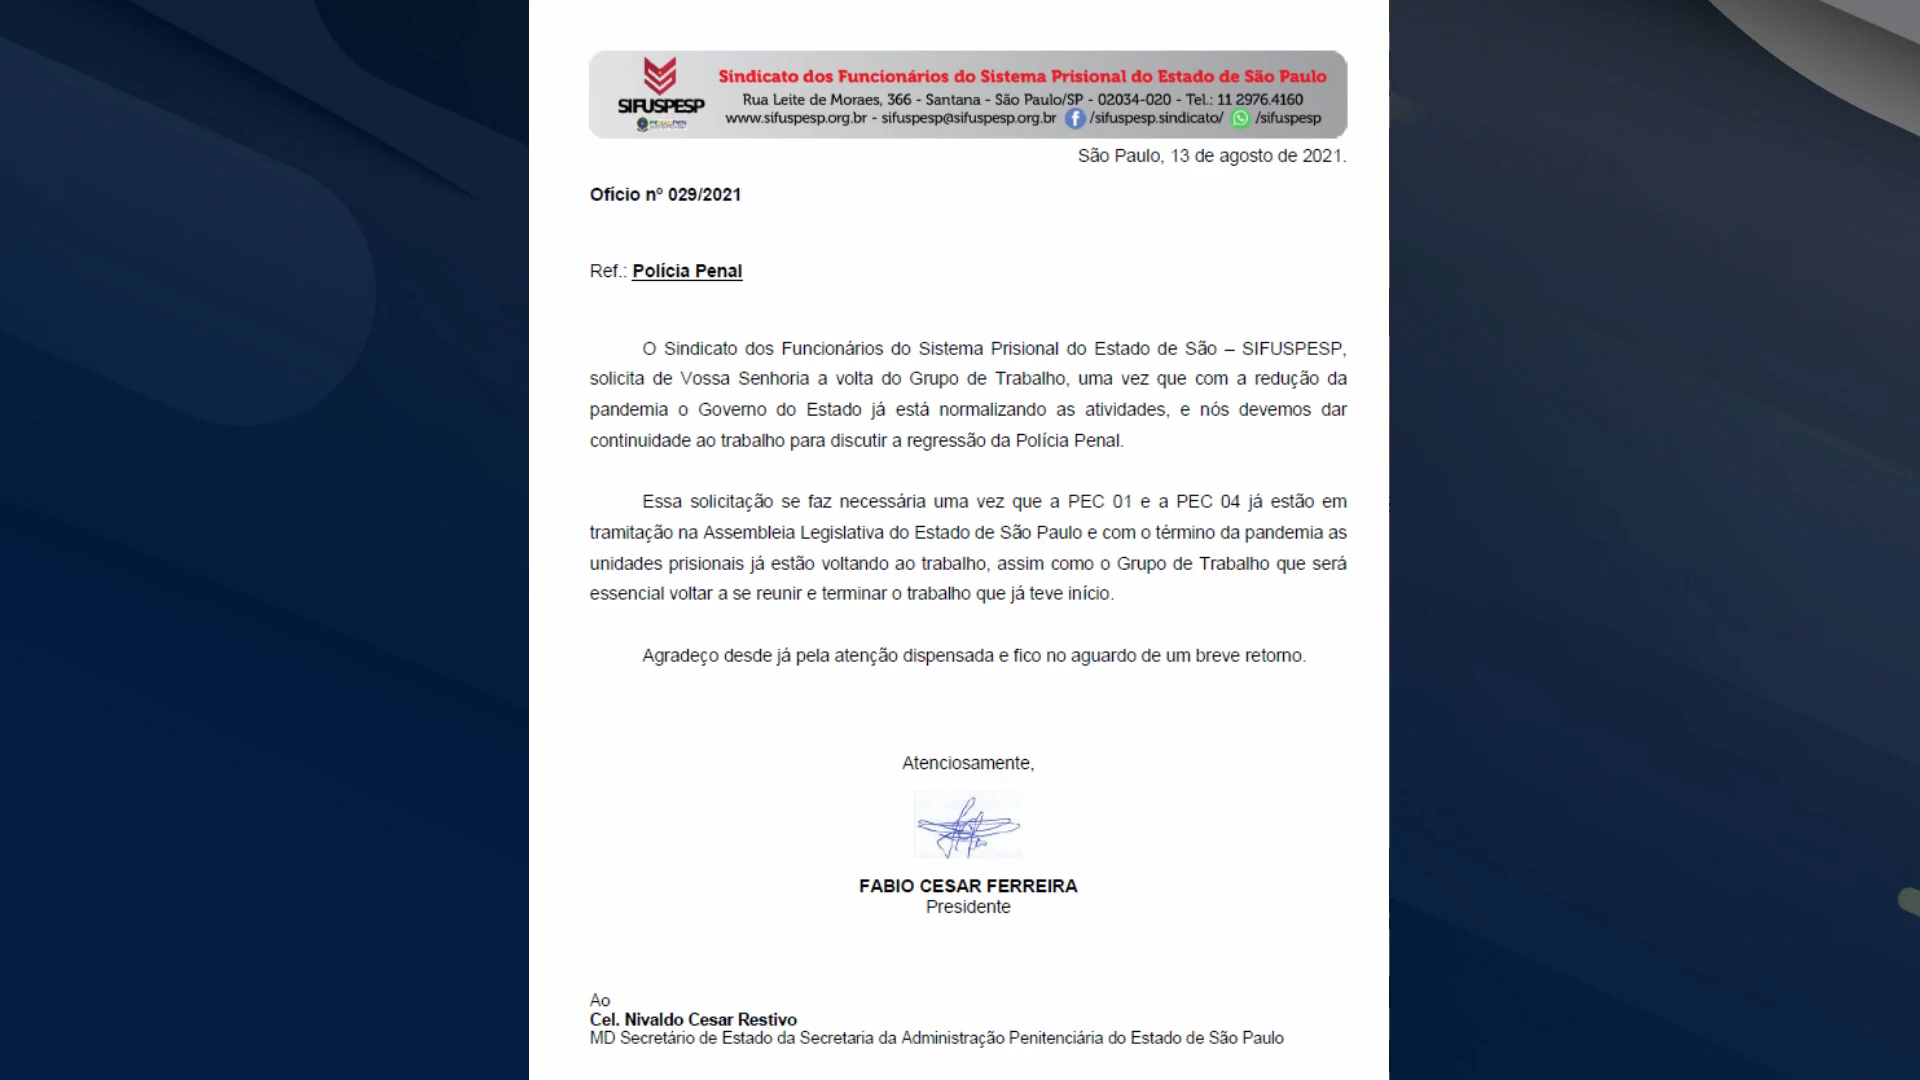 SIFUSPESP
Sindicato dos Funcionários do Sistema Prisional do Estado de São Paulo
Rua Leite de Moraes, 366 - Santana - São Paulo/SP - 02034-020 - Tel.: 11 2976.4160
www.sifuspesp.org.br - sifuspesp@sifuspesp.org.br /sifuspesp.sindicato/ /sifuspesp
São Paulo, 13 de agosto de 2021.
Ofício nº 029/2021
Ref.: Polícia Penal
O Sindicato dos Funcionários do Sistema Prisional do Estado de São – SIFUSPESP,
solicita de Vossa Senhoria a volta do Grupo de Trabalho, uma vez que com a redução da
pandemia o Governo do Estado já está normalizando as atividades, e nós devemos dar
continuidade ao trabalho para discutir a regressão da Polícia Penal.
Essa solicitação se faz necessária uma vez que a PEC 01 e a PEC 04 já estão em
tramitação na Assembleia Legislativa do Estado de São Paulo e com o término da pandemia as
unidades prisionais já estão voltando ao trabalho, assim como o Grupo de Trabalho que será
essencial voltar a se reunir e terminar o trabalho que já teve início.
Agradeço desde já pela atenção dispensada e fico no aguardo de um breve retorno.
Atenciosamente,
FABIO CESAR FERREIRA
Presidente
Ao
Cel. Nivaldo Cesar Restivo
MD Secretário de Estado da Secretaria da Administração Penitenciária do Estado de São Paulo